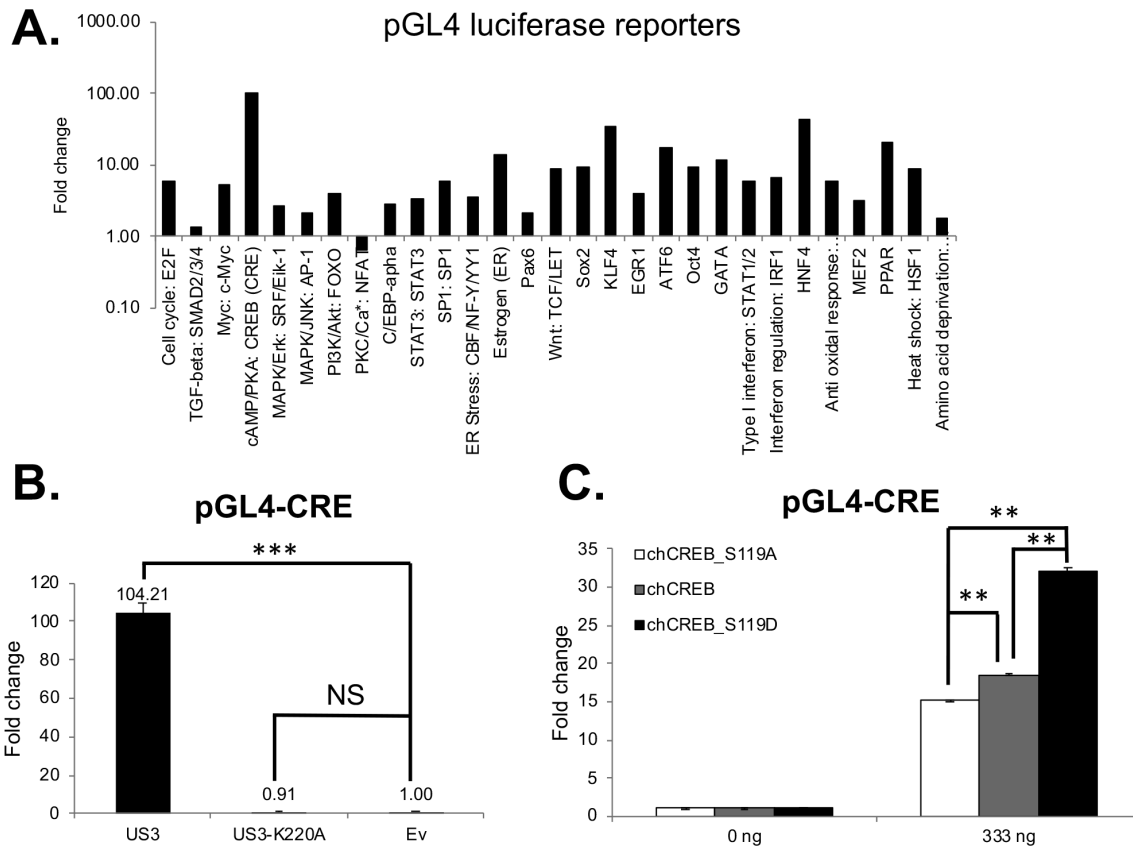 A.
pGL4 luciferase reporters
Fold change
1000.00
100.00
10.00
1.00
0.10
Cell cycle: E2F
TGF-beta: SMAD2/3/4
Myc: c-Myc
cAMP/PKA: CREB (CRE)
MAPK/Erk: SRF/Elk-1
MAPK/JNK: AP-1
PI3K/Akt: FOXO
PKC/Ca*: NFAT
C/EBP-apha
STAT3: STAT3
SP1: SP1
ER Stress: CBF/NF-Y/YY1
Estrogen (ER)
Pax6
Wnt: TCF/LET
Sox2
KLF4
EGR1
ATF6
Oct4
GATA
Type I interferon: STAT1/2
Interferon regulation: IRF1
HNF4
Anti oxidal response:...
MEF2
PPAR
Heat shock: HSF1
Amino acid deprivation:...
B.
pGL4-CRE
***
NS
Fold change
120
100
80
60
40
20
0
104.21
0.91
1.00
US3
US3-K220A
Ev
C.
pGL4-CRE
**
**
**
chCREB_S119A
chCREB
chCREB_S119D
Fold change
35
30
25
20
15
10
5
0
0 ng
333 ng